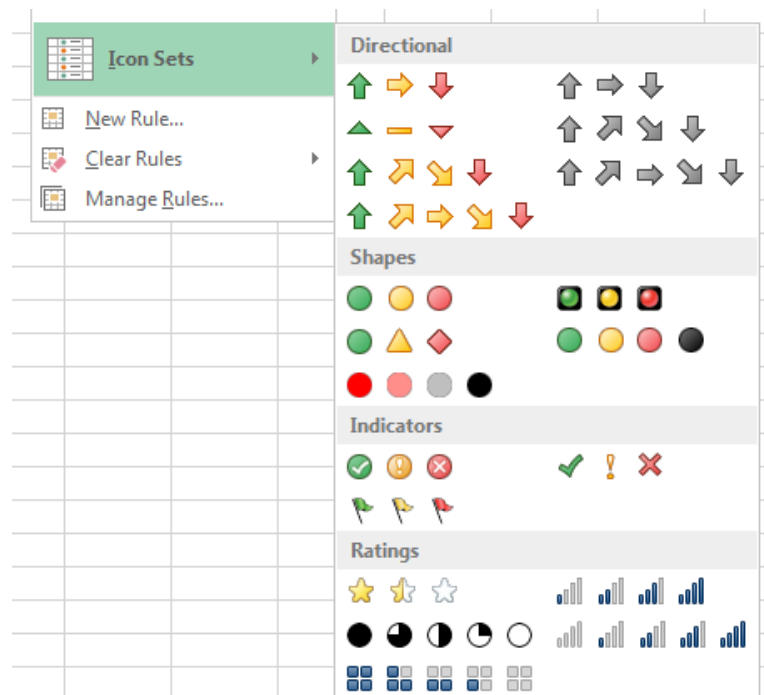 Icon Sets
New Rule...
Clear Rules
Manage Rules...
Directional
Shapes
Indicators
Ratings